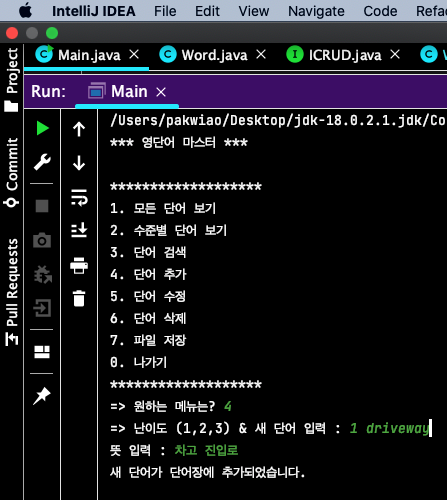 IntelliJ IDEA File Edit View Navigate Code Refac
Main.java Word.java ICRUD.java
Run: Main
Project
Commit
Pull Requests
/Users/pakwiao/Desktop/jdk-18.0.2.1.jdk/Co
*** 영단어 마스터 ***
*******************
1. 모든 단어 보기
2. 수준별 단어 보기
3. 단어 검색
4. 단어 추가
5. 단어 수정
6. 단어 삭제
7. 파일 저장
0. 나가기
*******************
=> 원하는 메뉴는? 4
=> 난이도 (1,2,3) & 새 단어 입력 : 1 driveway
뜻 입력 : 차고 진입로
새 단어가 단어장에 추가되었습니다.